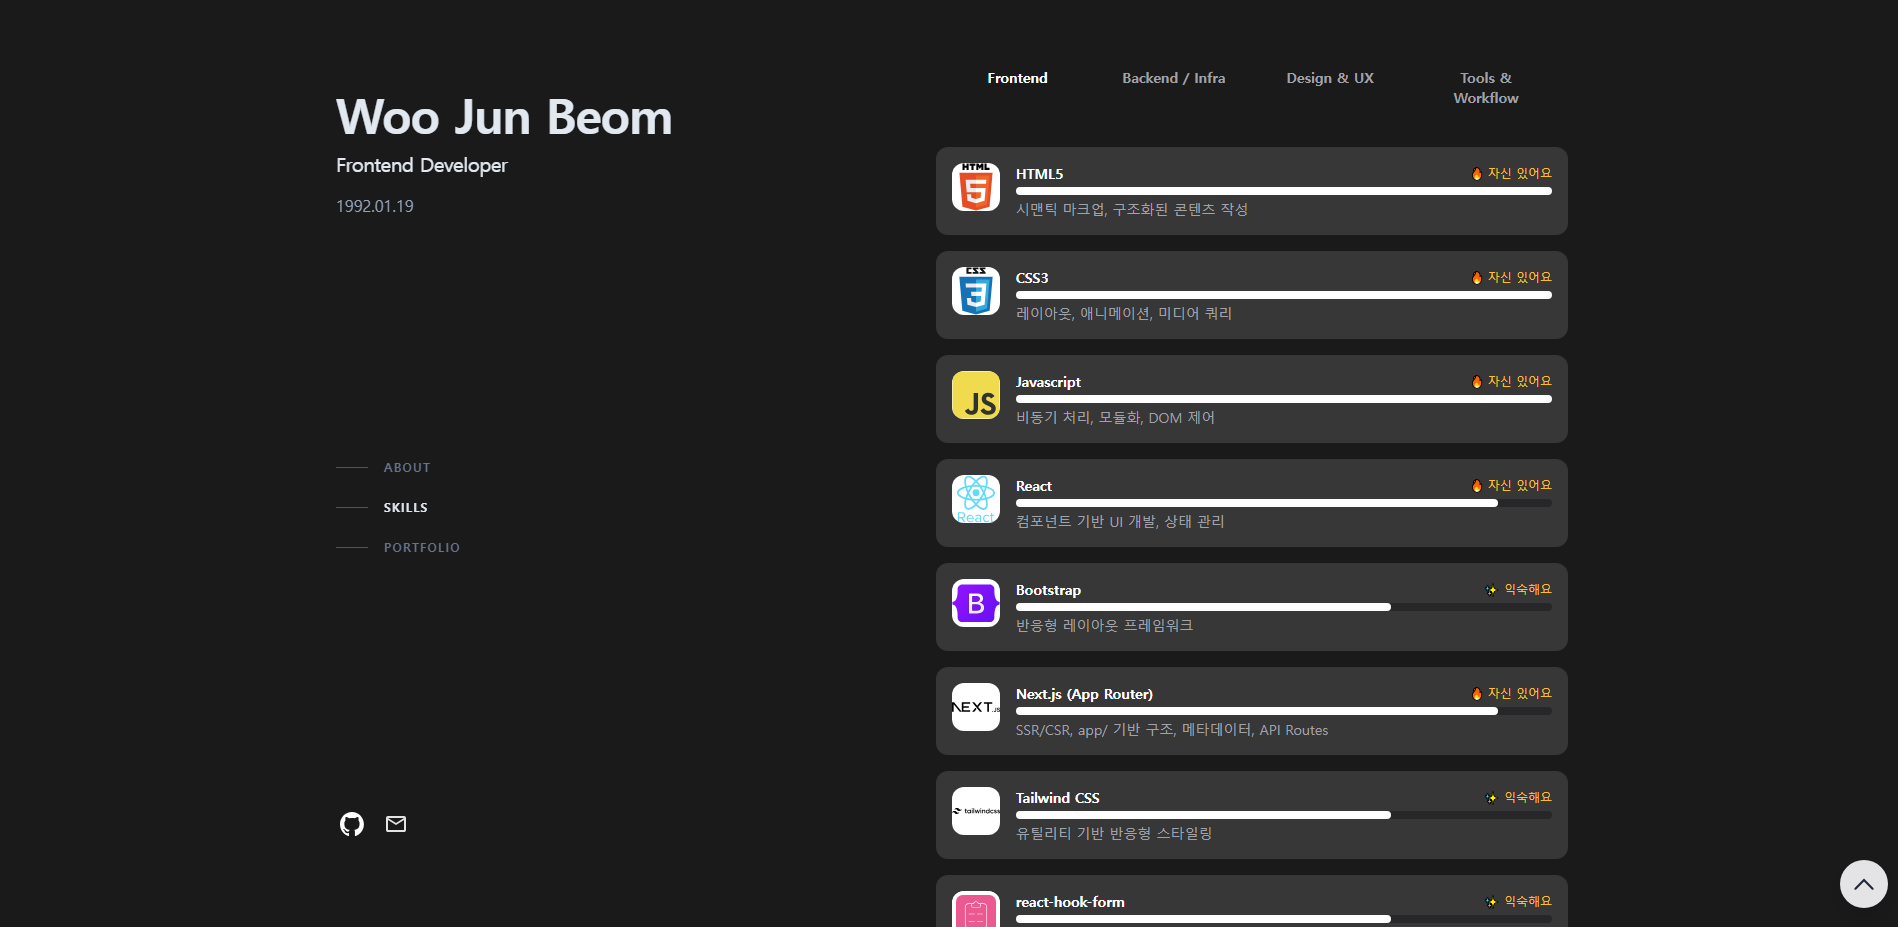 Woo Jun Beom
Frontend Developer
1992.01.19
ABOUT
SKILLS
PORTFOLIO
Frontend
Backend / Infra
Design & UX
Tools &
Workflow
HTML
5
HTML5
🔥 자신 있어요
시맨틱 마크업, 구조화된 콘텐츠 작성
CSS
3
CSS3
🔥 자신 있어요
레이아웃, 애니메이션, 미디어 쿼리
JS
Javascript
🔥 자신 있어요
비동기 처리, 모듈화, DOM 제어
React
React
🔥 자신 있어요
컴포넌트 기반 UI 개발, 상태 관리
B
Bootstrap
✨ 익숙해요
반응형 레이아웃 프레임워크
NEXT.JS
Next.js (App Router)
🔥 자신 있어요
SSR/CSR, app/ 기반 구조, 메타데이터, API Routes
tailwindcss
Tailwind CSS
✨ 익숙해요
유틸리티 기반 반응형 스타일링
react-hook-form
✨ 익숙해요